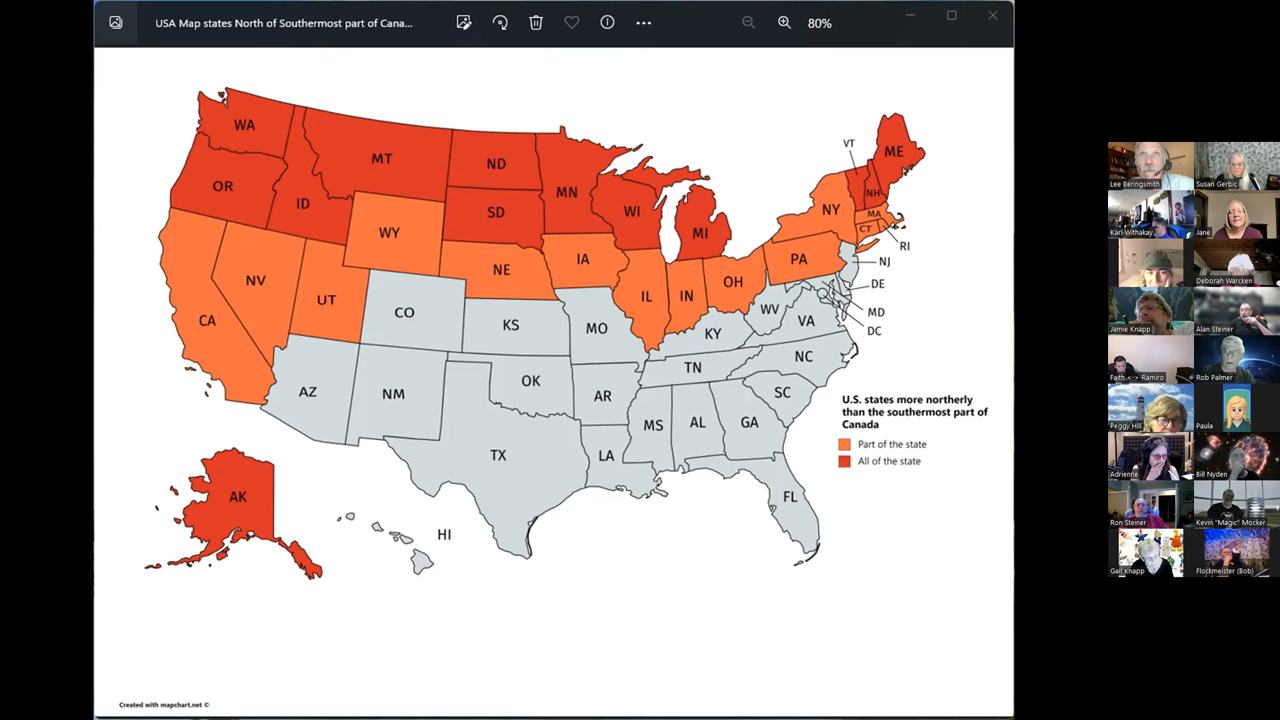 USA Map states North of Southermost part of Cana...
80%
WA
MT
ND
MN
OR
ID
SD
WI
MI
VT
NH
ME
WY
NY
MA
CT
RI
NV
UT
NE
IA
IL
IN
OH
PA
NJ
CA
CO
KS
MO
KY
WV
VA
DE
MD
DC
AZ
NM
OK
AR
TN
NC
SC
MS
AL
GA
TX
LA
FL
AK
HI
U.S. states more northerly
than the southermost part of
Canada
Part of the state
All of the state
Created with mapchart.net ©
Lee Beringsmith
Susan Gerbic
Karl Withakay
Jane
Deborah Warcken
Jamie Knapp
Alan Steiner
Faith <-> Ramiro
Rob Palmer
Peggy Hill
Paula
Adrienne
Bill Nyden
Ron Steiner
Kevin "Magic" Mocker
Gail Knapp
Flockmeister (Bob)